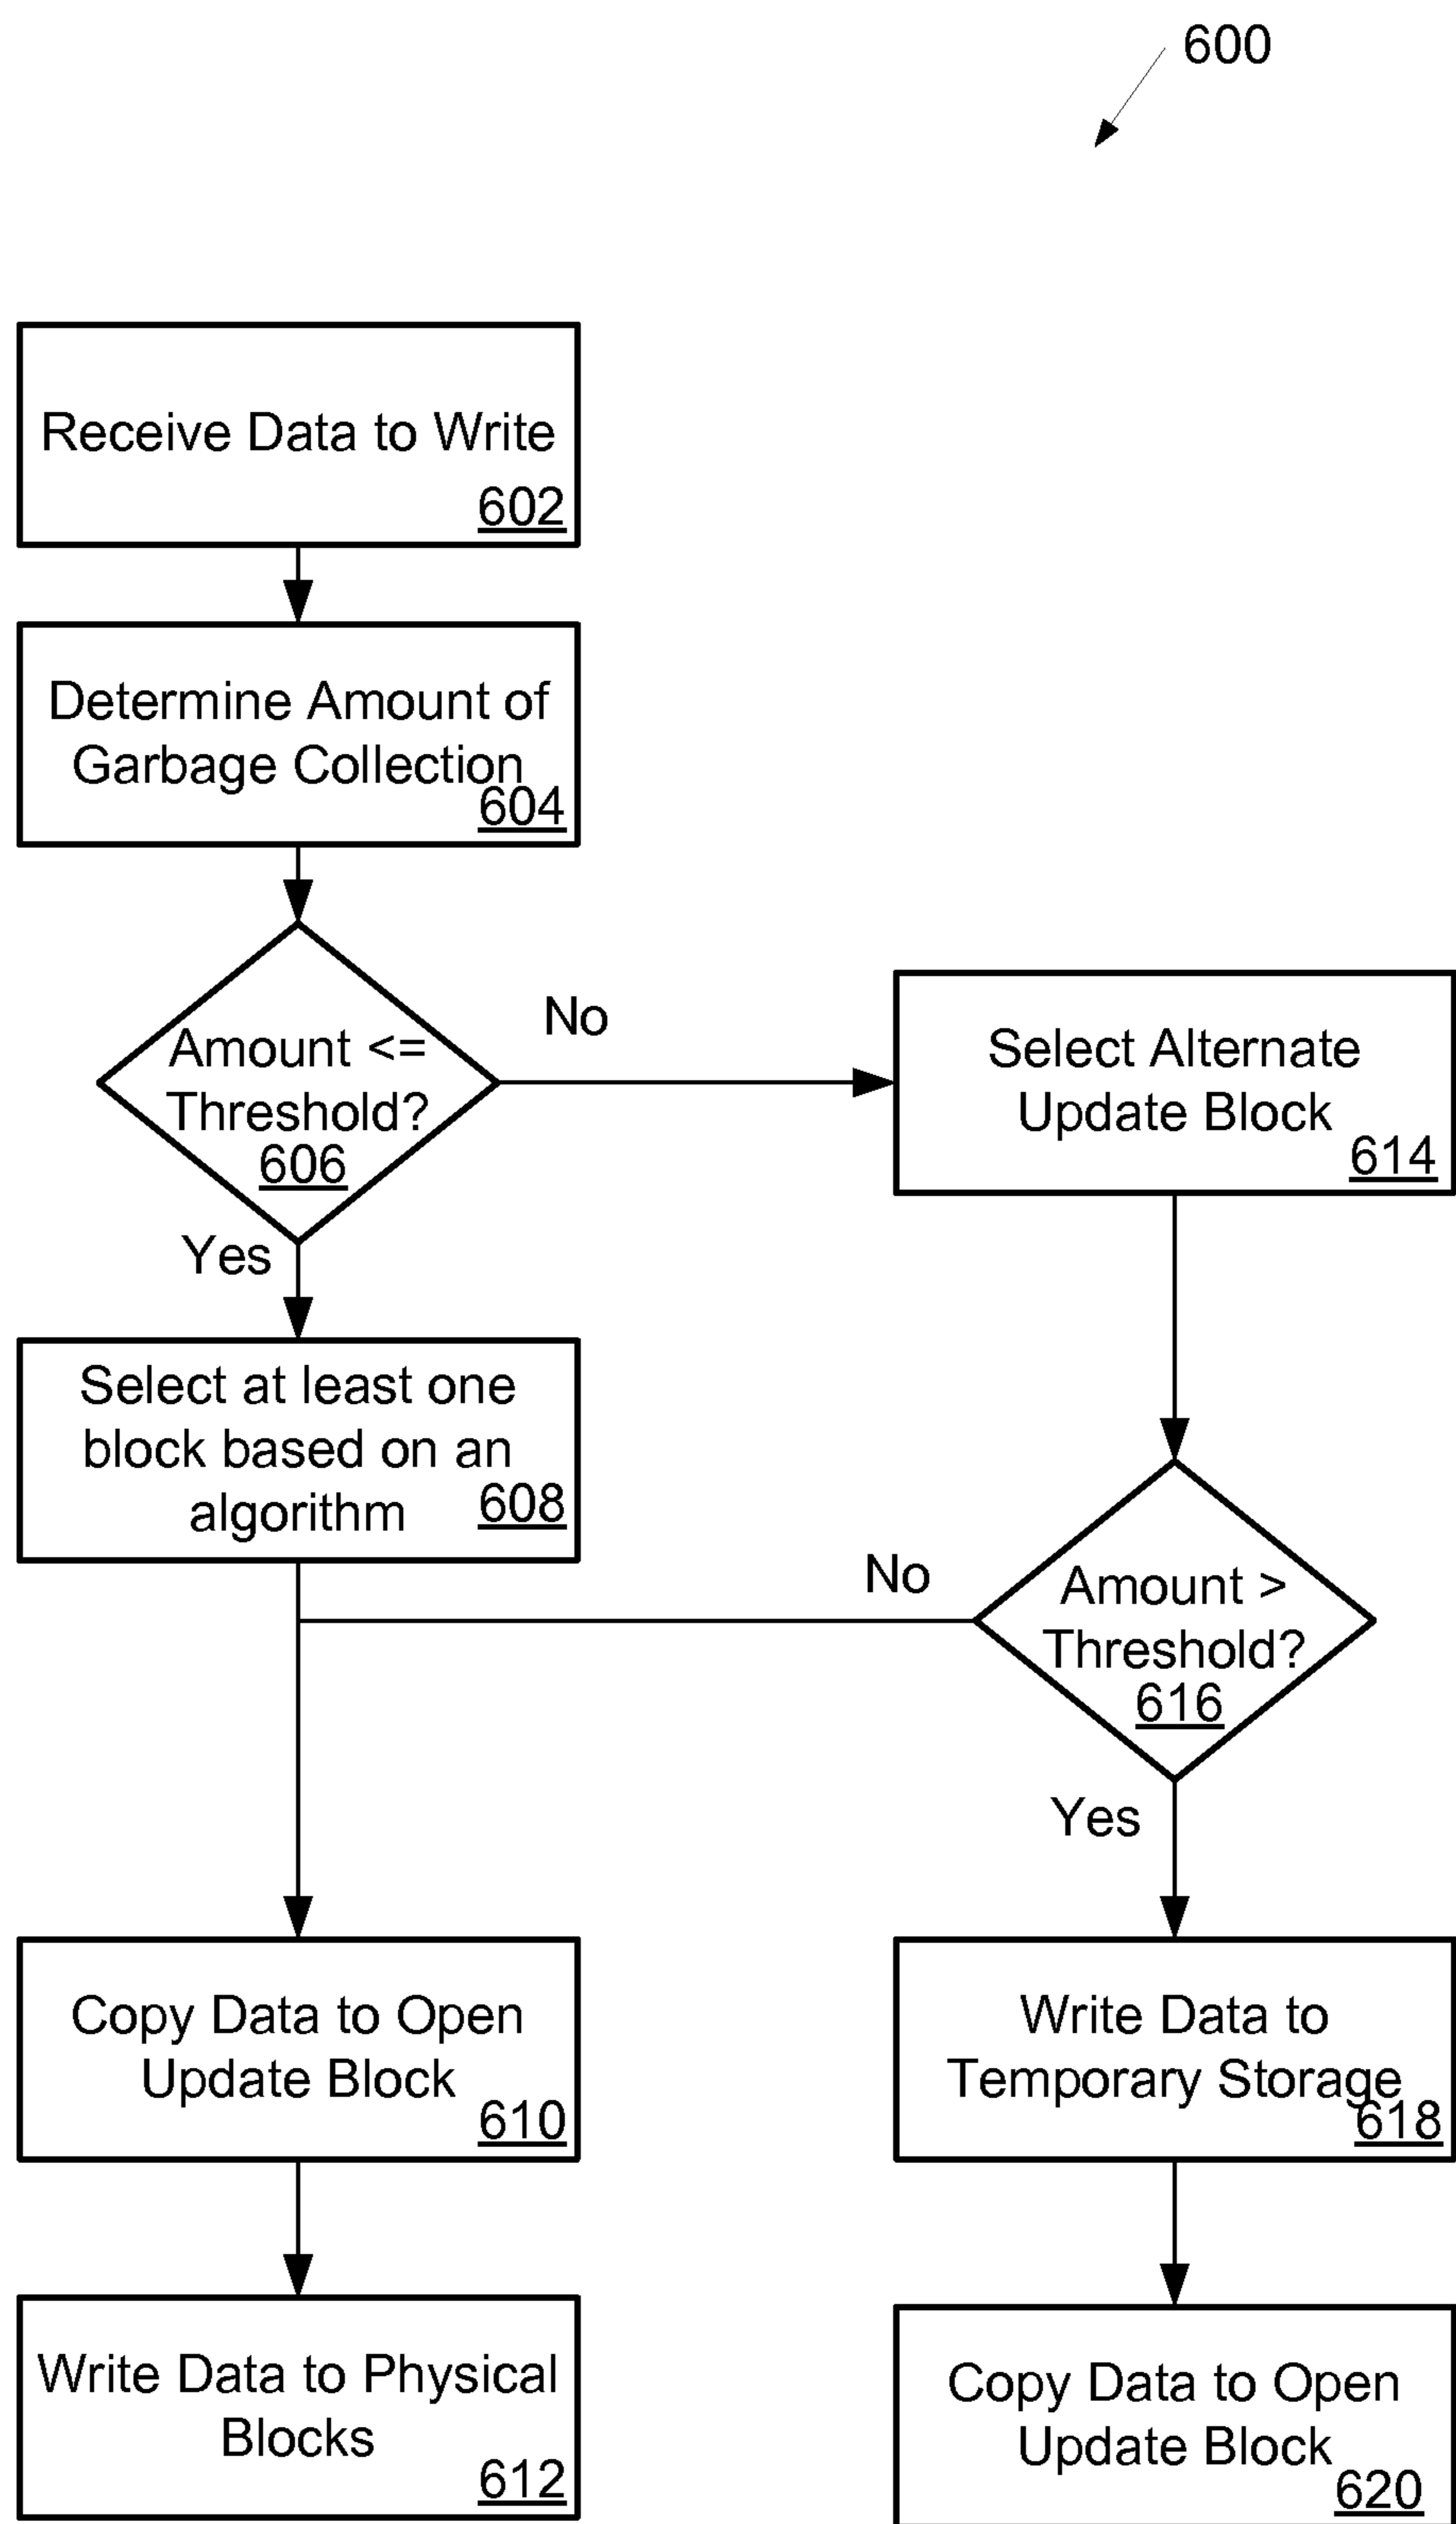 600
Receive Data to Write
602
Determine Amount of
Garbage Collection
604
Amount <=
Threshold?
606
No
Yes
Select Alternate
Update Block
614
Select at least one
block based on an
algorithm
608
No
Amount >
Threshold?
616
Yes
Copy Data to Open
Update Block
610
Write Data to
Temporary Storage
618
Write Data to Physical
Blocks
612
Copy Data to Open
Update Block
620